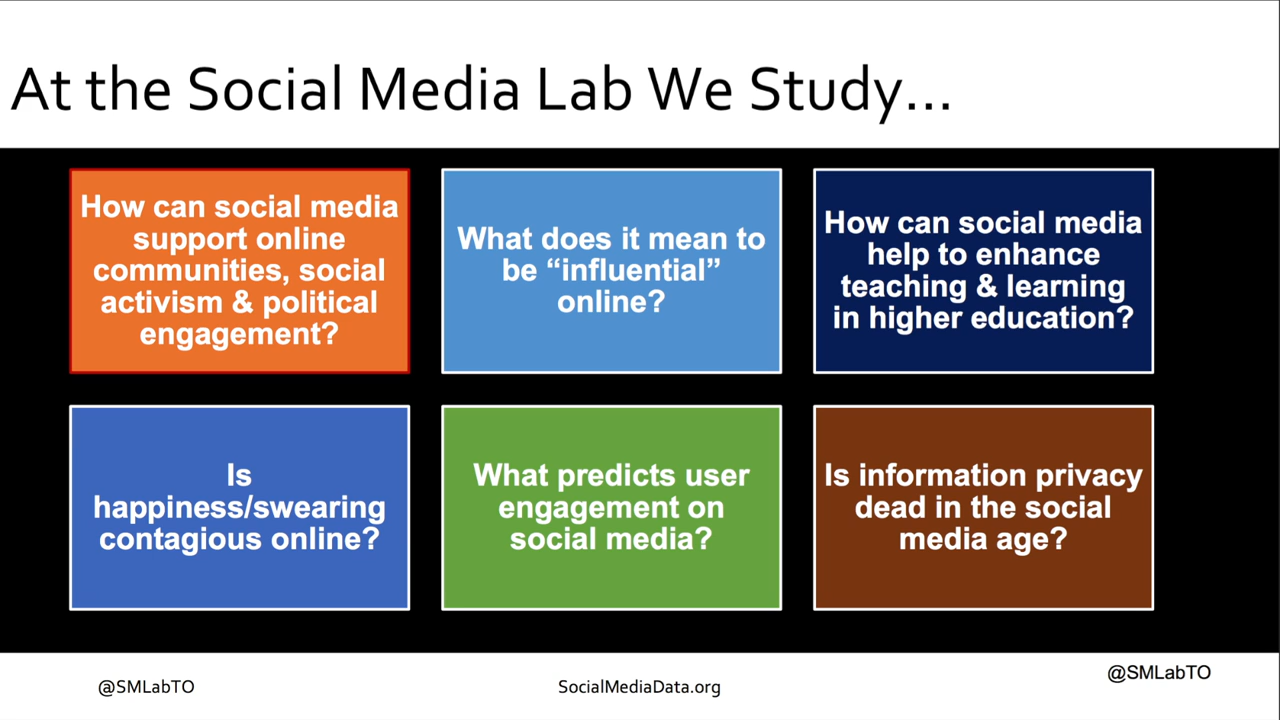 At the Social Media Lab We Study...
How can social media
support online
communities, social
activism & political
engagement?
What does it mean to
be “influential”
online?
How can social media
help to enhance
teaching & learning
in higher education?
Is
happiness/swearing
contagious online?
What predicts user
engagement on
social media?
Is information privacy
dead in the social
media age?
@SMLabTO
SocialMediaData.org
@SMLabTO